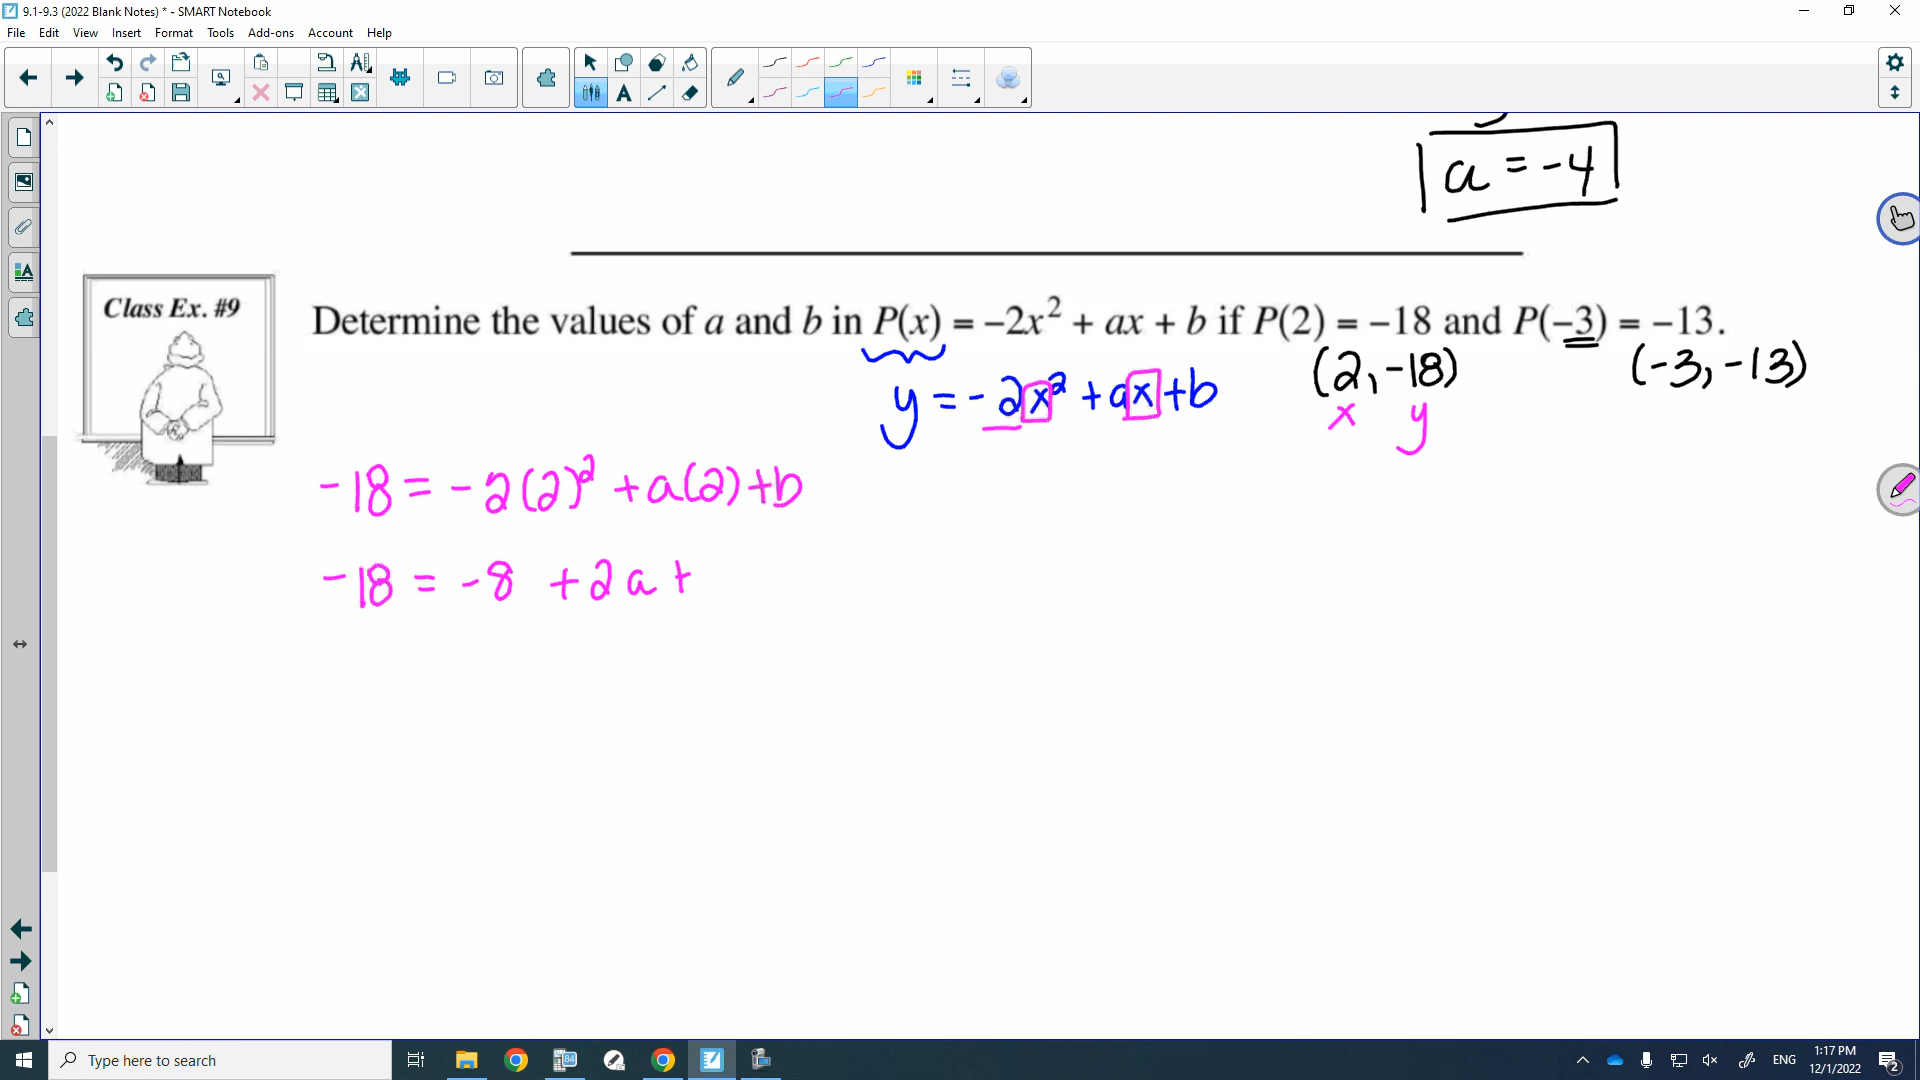 9.1-9.3 (2022 Blank Notes) * - SMART Notebook
File Edit View Insert Format Tools Add-ons Account Help
a = -4
Class Ex. #9
Determine the values of a and b in P(x) = −2x² + ax + b if P(2) = −18 and P(−3) = −13.
(2, -18) (-3, -13)
y = -2x² + ax + b
x y
-18 = -2(2)² + a(2) + b
-18 = -8 + 2a +
Type here to search
84
ENG
1:17 PM
12/1/2022
2